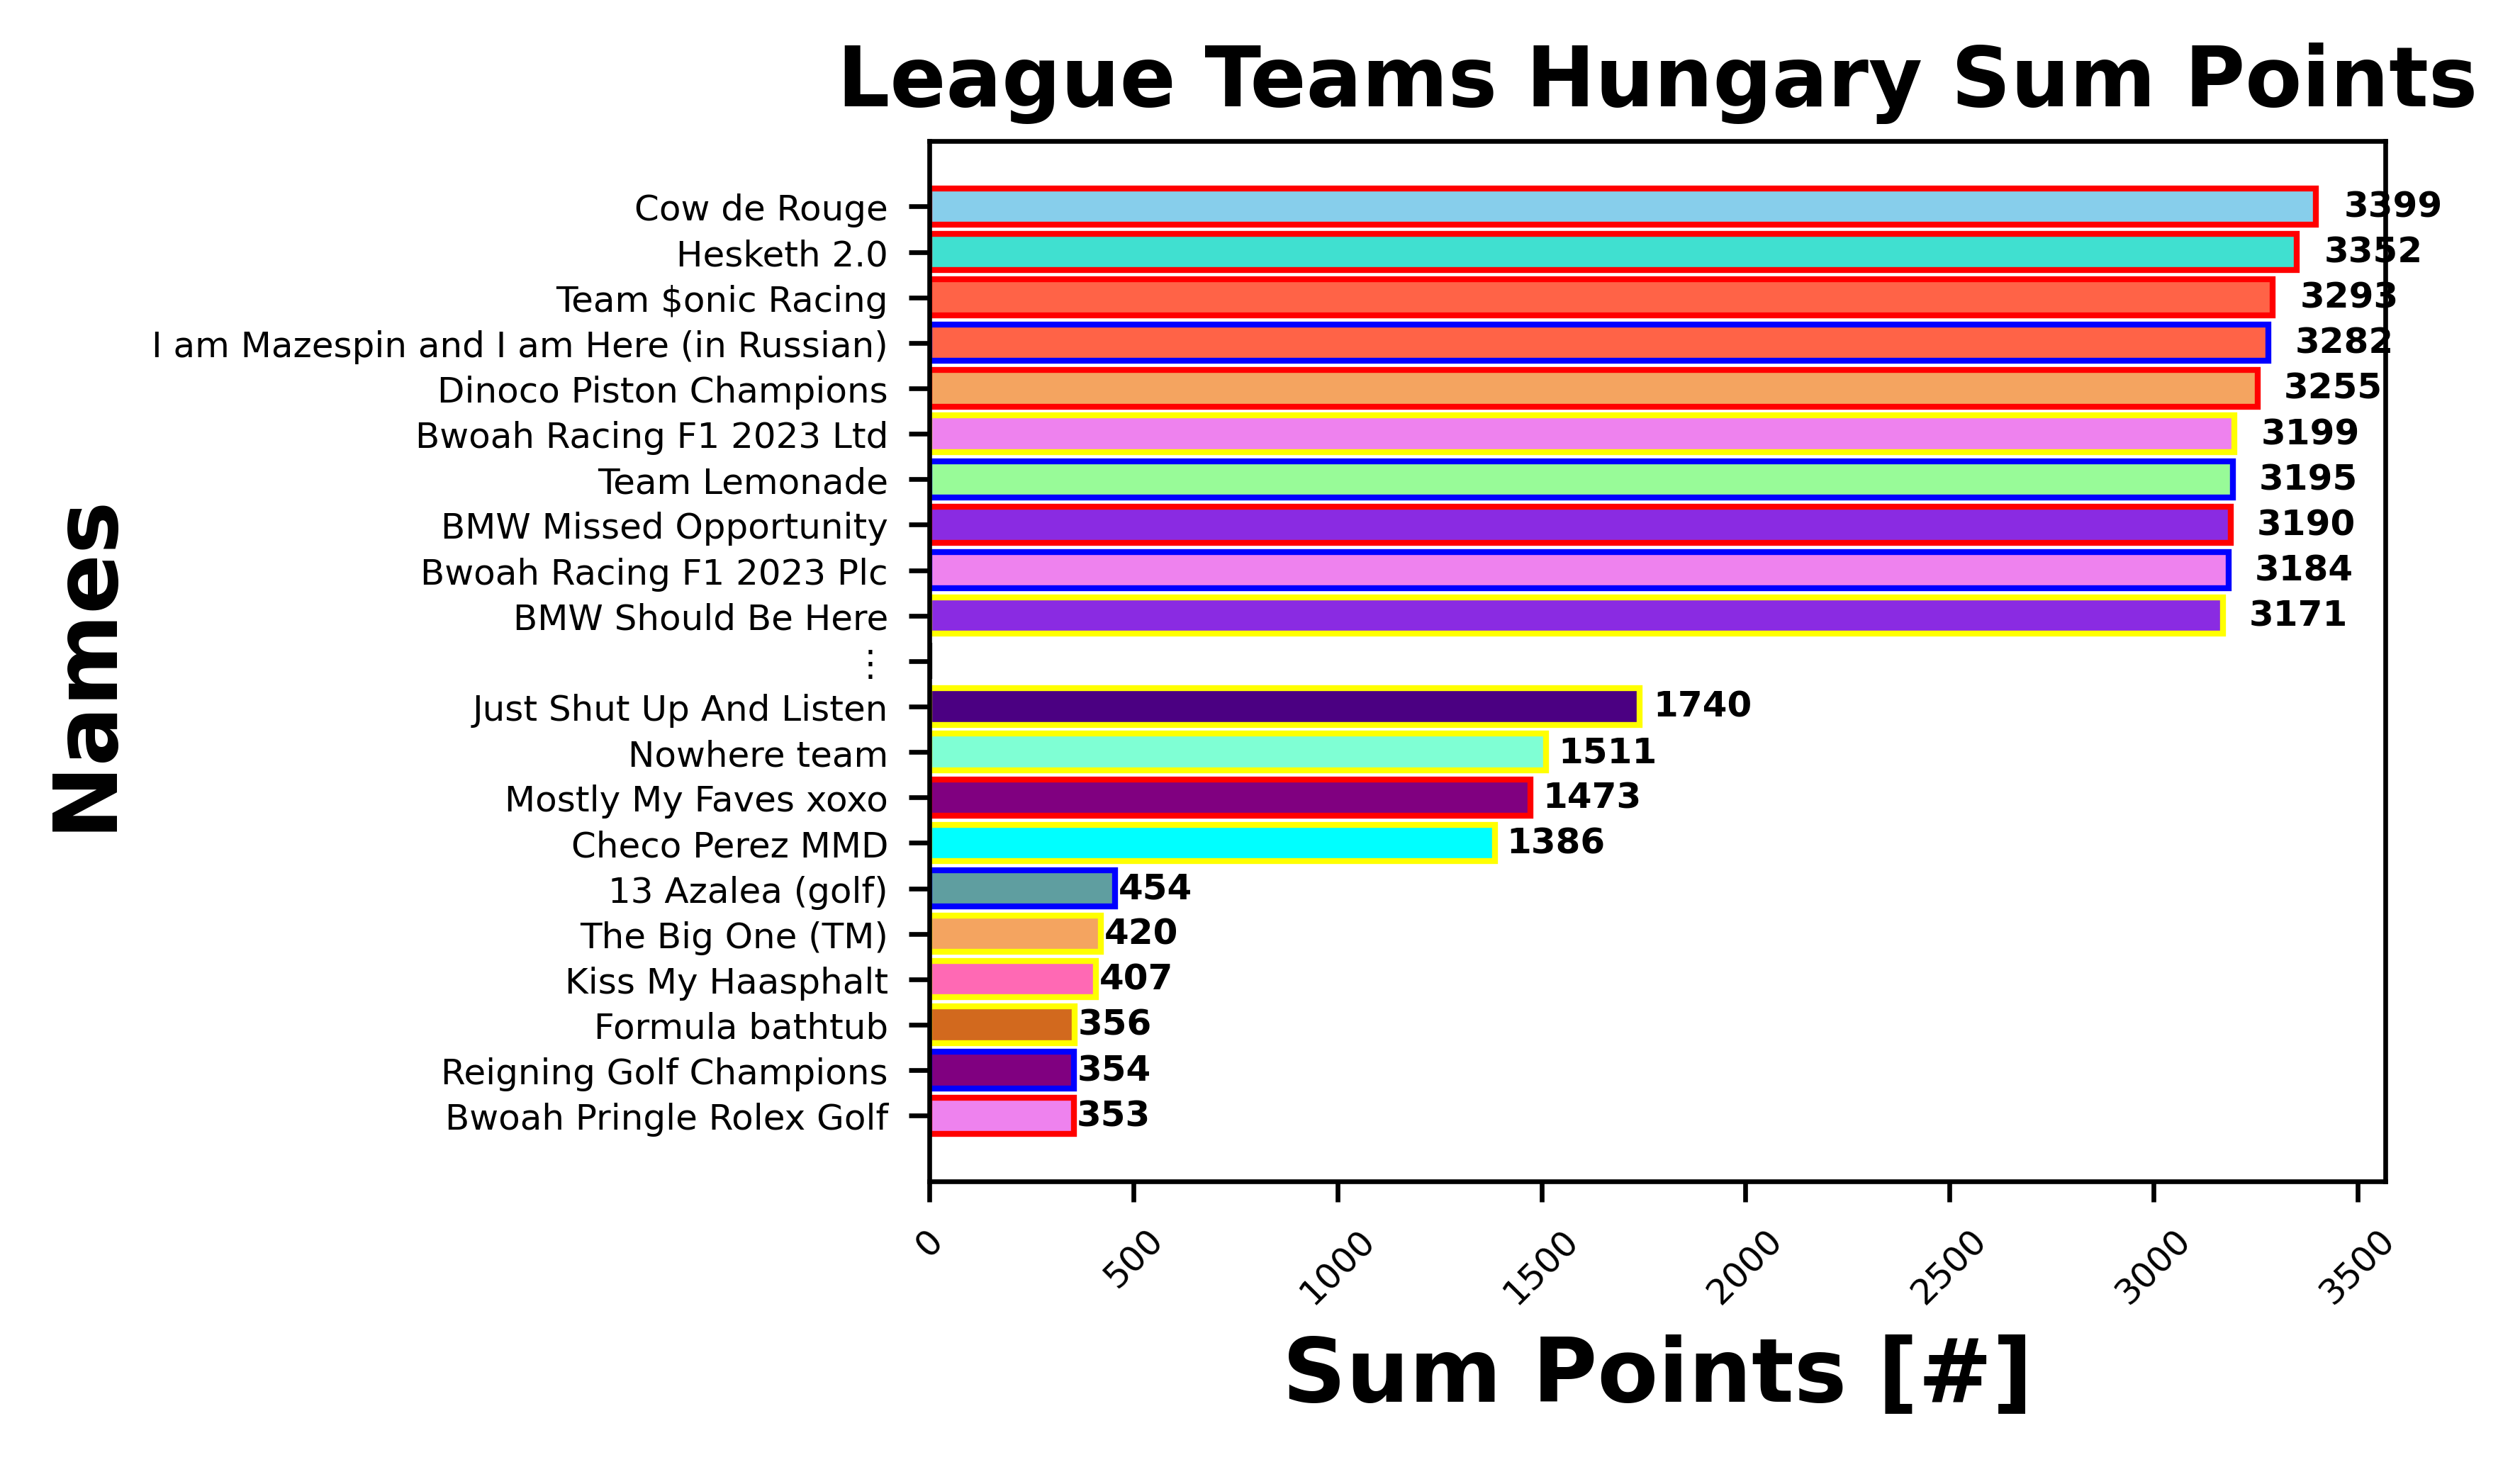 League Teams Hungary Sum Points
Names
Cow de Rouge 3399
Hesketh 2.0 3352
Team $onic Racing 3293
I am Mazespin and I am Here (in Russian) 3282
Dinoco Piston Champions 3255
Bwoah Racing F1 2023 Ltd 3199
Team Lemonade 3195
BMW Missed Opportunity 3190
Bwoah Racing F1 2023 Plc 3184
BMW Should Be Here 3171
⋮
Just Shut Up And Listen 1740
Nowhere team 1511
Mostly My Faves xoxo 1473
Checo Perez MMD 1386
13 Azalea (golf) 454
The Big One (TM) 420
Kiss My Haasphalt 407
Formula bathtub 356
Reigning Golf Champions 354
Bwoah Pringle Rolex Golf 353
0 500 1000 1500 2000 2500 3000 3500
Sum Points [#]